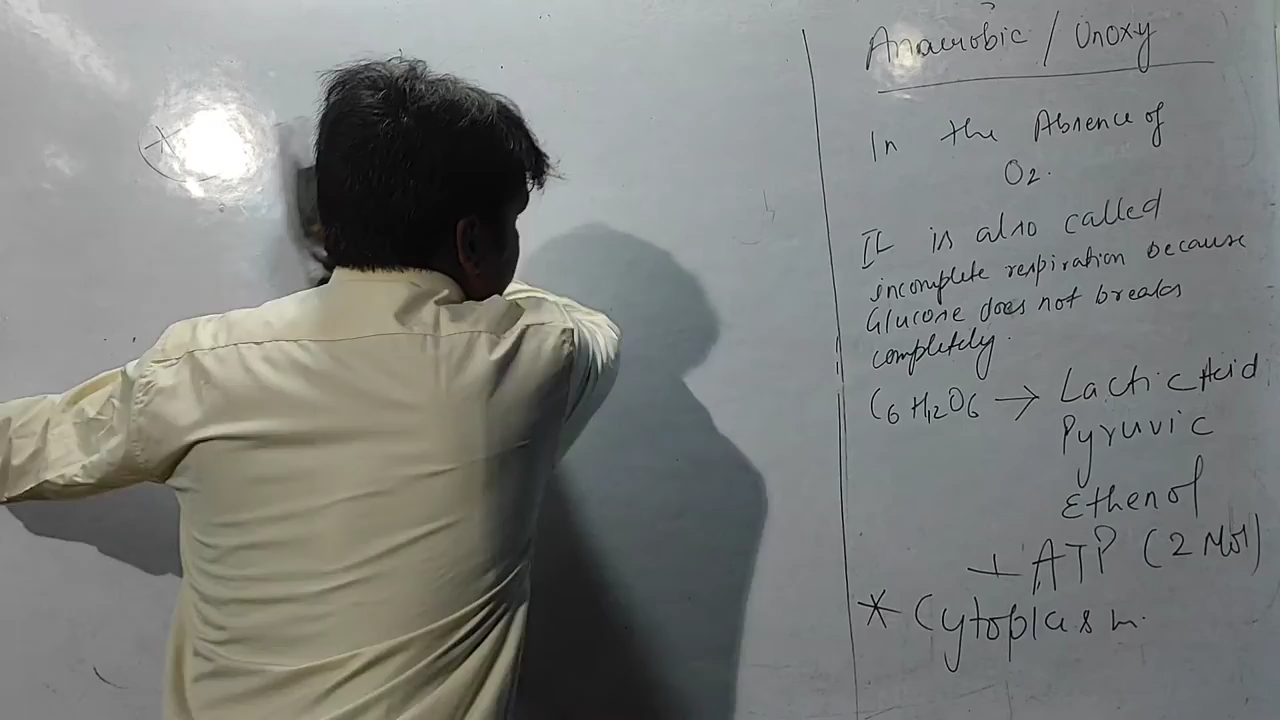 Anaerobic / Unoxy
In the Absence of
O2.
It is also called
incomplete respiration because
Glucose does not breaks
completely.
C6H12O6 → Lactic Acid
Pyruvic
Ethenol
+ ATP (2 Mol)
* Cytoplasm.